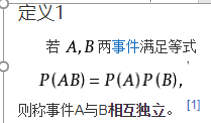 定义1
若 A,B 两事件满足等式
P(AB) = P(A)P(B),
则称事件A与B相互独立。 [1]